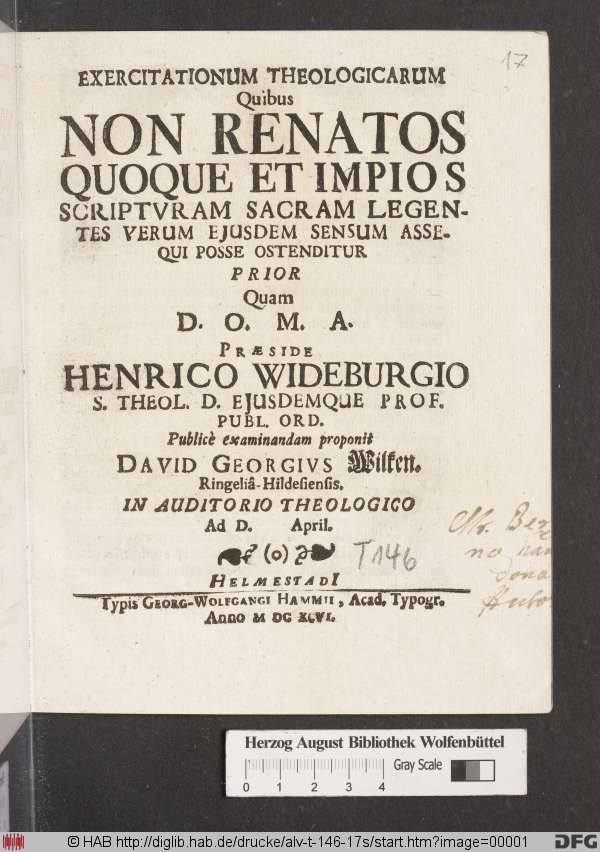 17
EXERCITATIONUM THEOLOGICARUM
Quibus
NON RENATOS
QUOQUE ET IMPIOS
SCRIPTVRAM SACRAM LEGEN-
TES VERUM EJUSDEM SENSUM ASSE-
QUI POSSE OSTENDITUR
PRIOR
Quam
D. O. M. A.
PRÆSIDE
HENRICO WIDEBURGIO
S. THEOL. D. EJUSDEMQUE PROF.
PUBL. ORD.
Publicè examinandam proponit
DAVID GEORGIVS Wilken.
Ringeliâ-Hildesiensis.
IN AUDITORIO THEOLOGICO
Ad D. April.
(o)
T146
HELMESTADI
Typis GEORG-WOLFGANGI HAMMII, Acad. Typogr.
Anno M DC XCVI.
Herzog August Bibliothek Wolfenbüttel
Gray Scale
0 1 2 3 4
© HAB http://diglib.hab.de/drucke/alv-t-146-17s/start.htm?image=00001
DFG